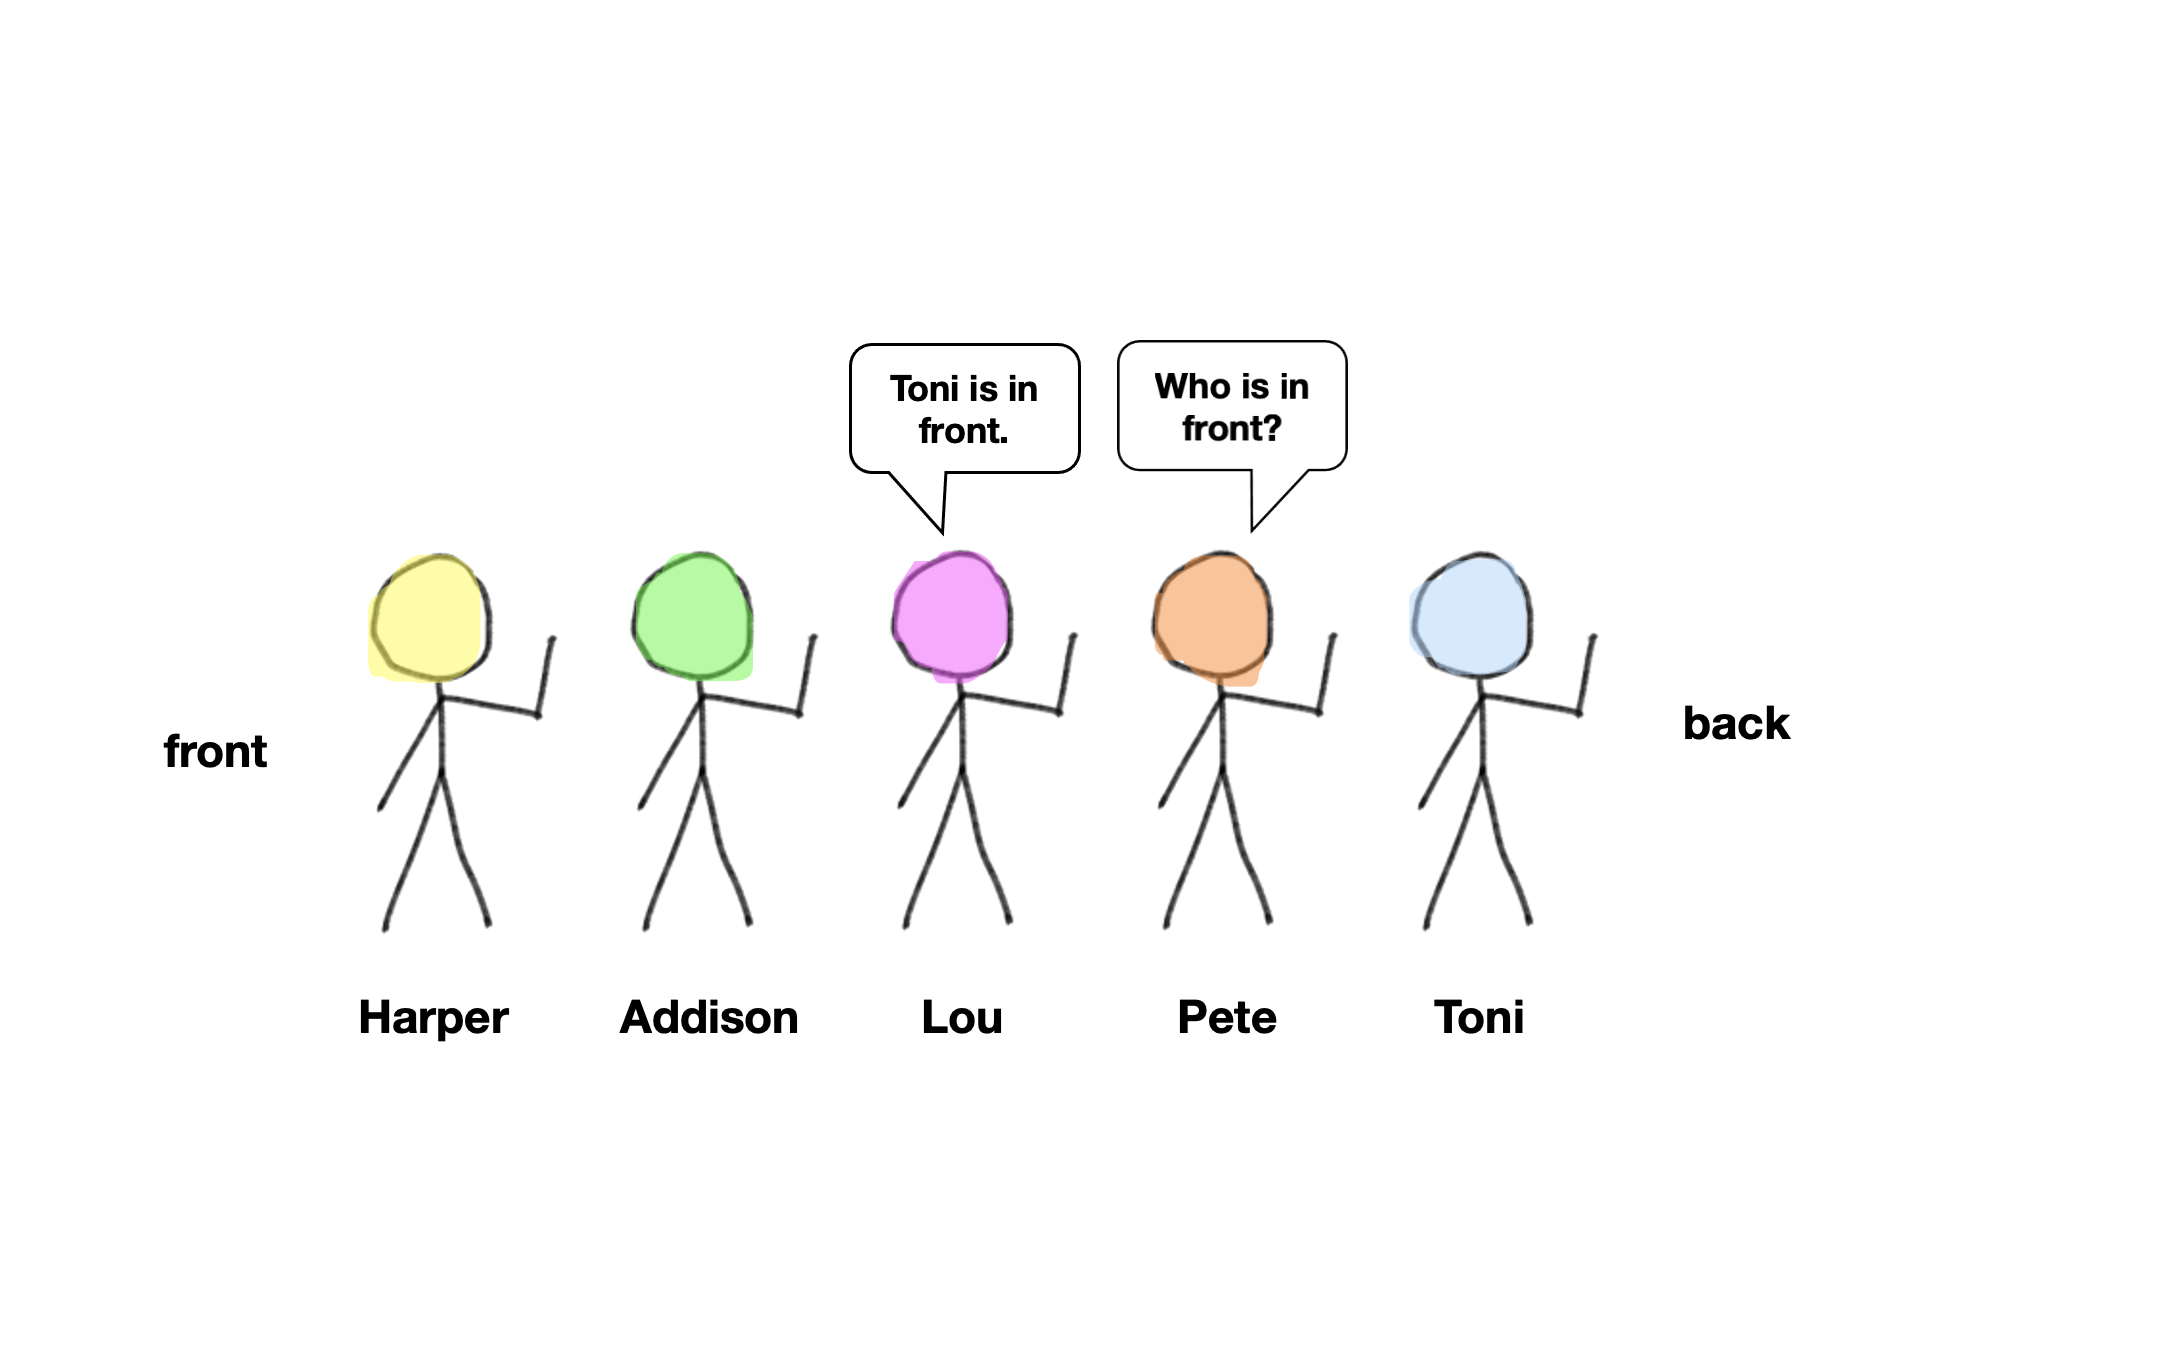 Toni is in
front.
Who is in
front?
front
back
Harper
Addison
Lou
Pete
Toni